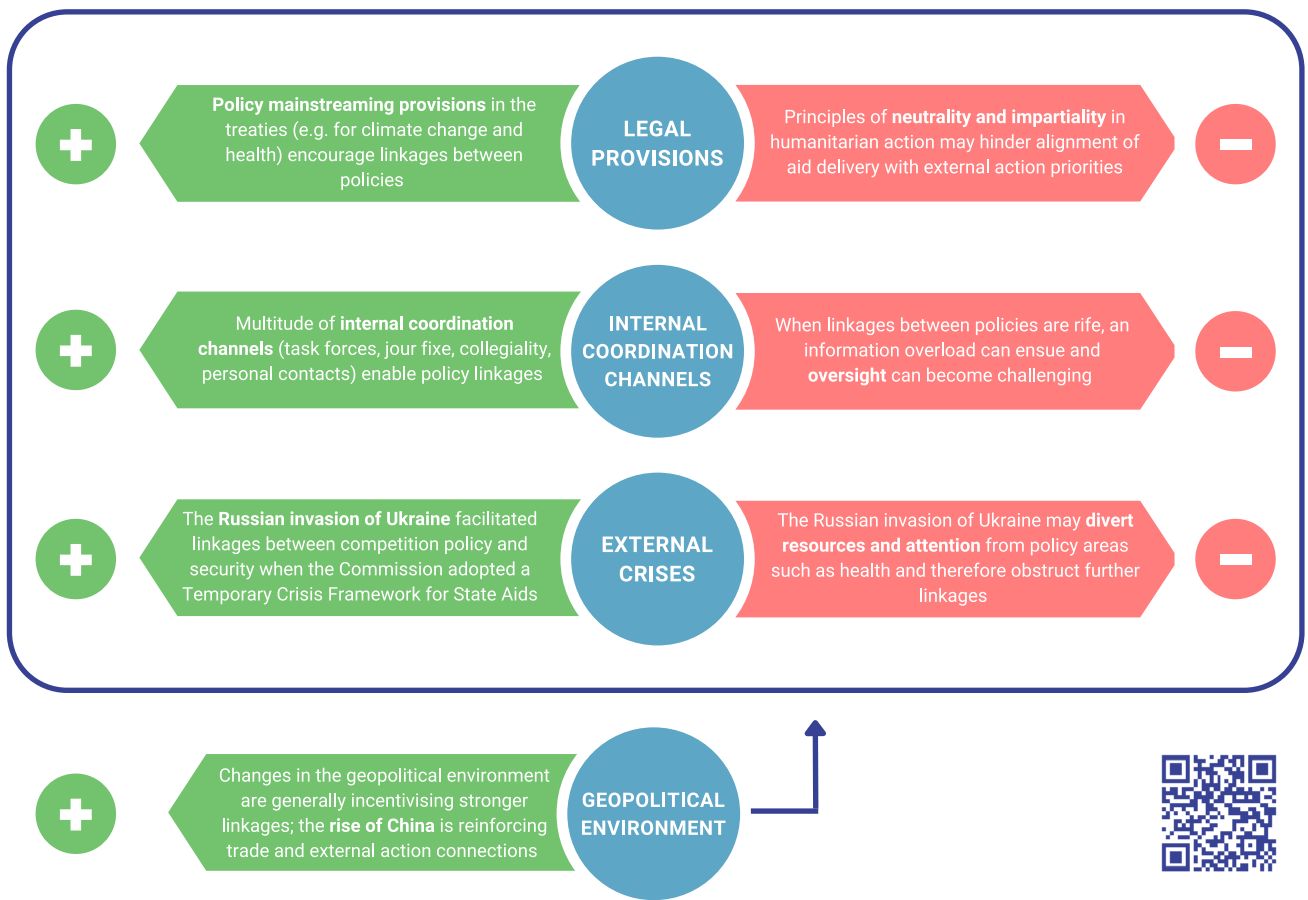 Policy mainstreaming provisions in the
treaties (e.g. for climate change and
health) encourage linkages between
policies
LEGAL
PROVISIONS
Principles of neutrality and impartiality in
humanitarian action may hinder alignment of
aid delivery with external action priorities
Multitude of internal coordination
channels (task forces, jour fixe, collegiality,
personal contacts) enable policy linkages
INTERNAL
COORDINATION
CHANNELS
When linkages between policies are rife, an
information overload can ensue and
oversight can become challenging
The Russian invasion of Ukraine facilitated
linkages between competition policy and
security when the Commission adopted a
Temporary Crisis Framework for State Aids
EXTERNAL
CRISES
The Russian invasion of Ukraine may divert
resources and attention from policy areas
such as health and therefore obstruct further
linkages
Changes in the geopolitical environment
are generally incentivising stronger
linkages; the rise of China is reinforcing
trade and external action connections
GEOPOLITICAL
ENVIRONMENT